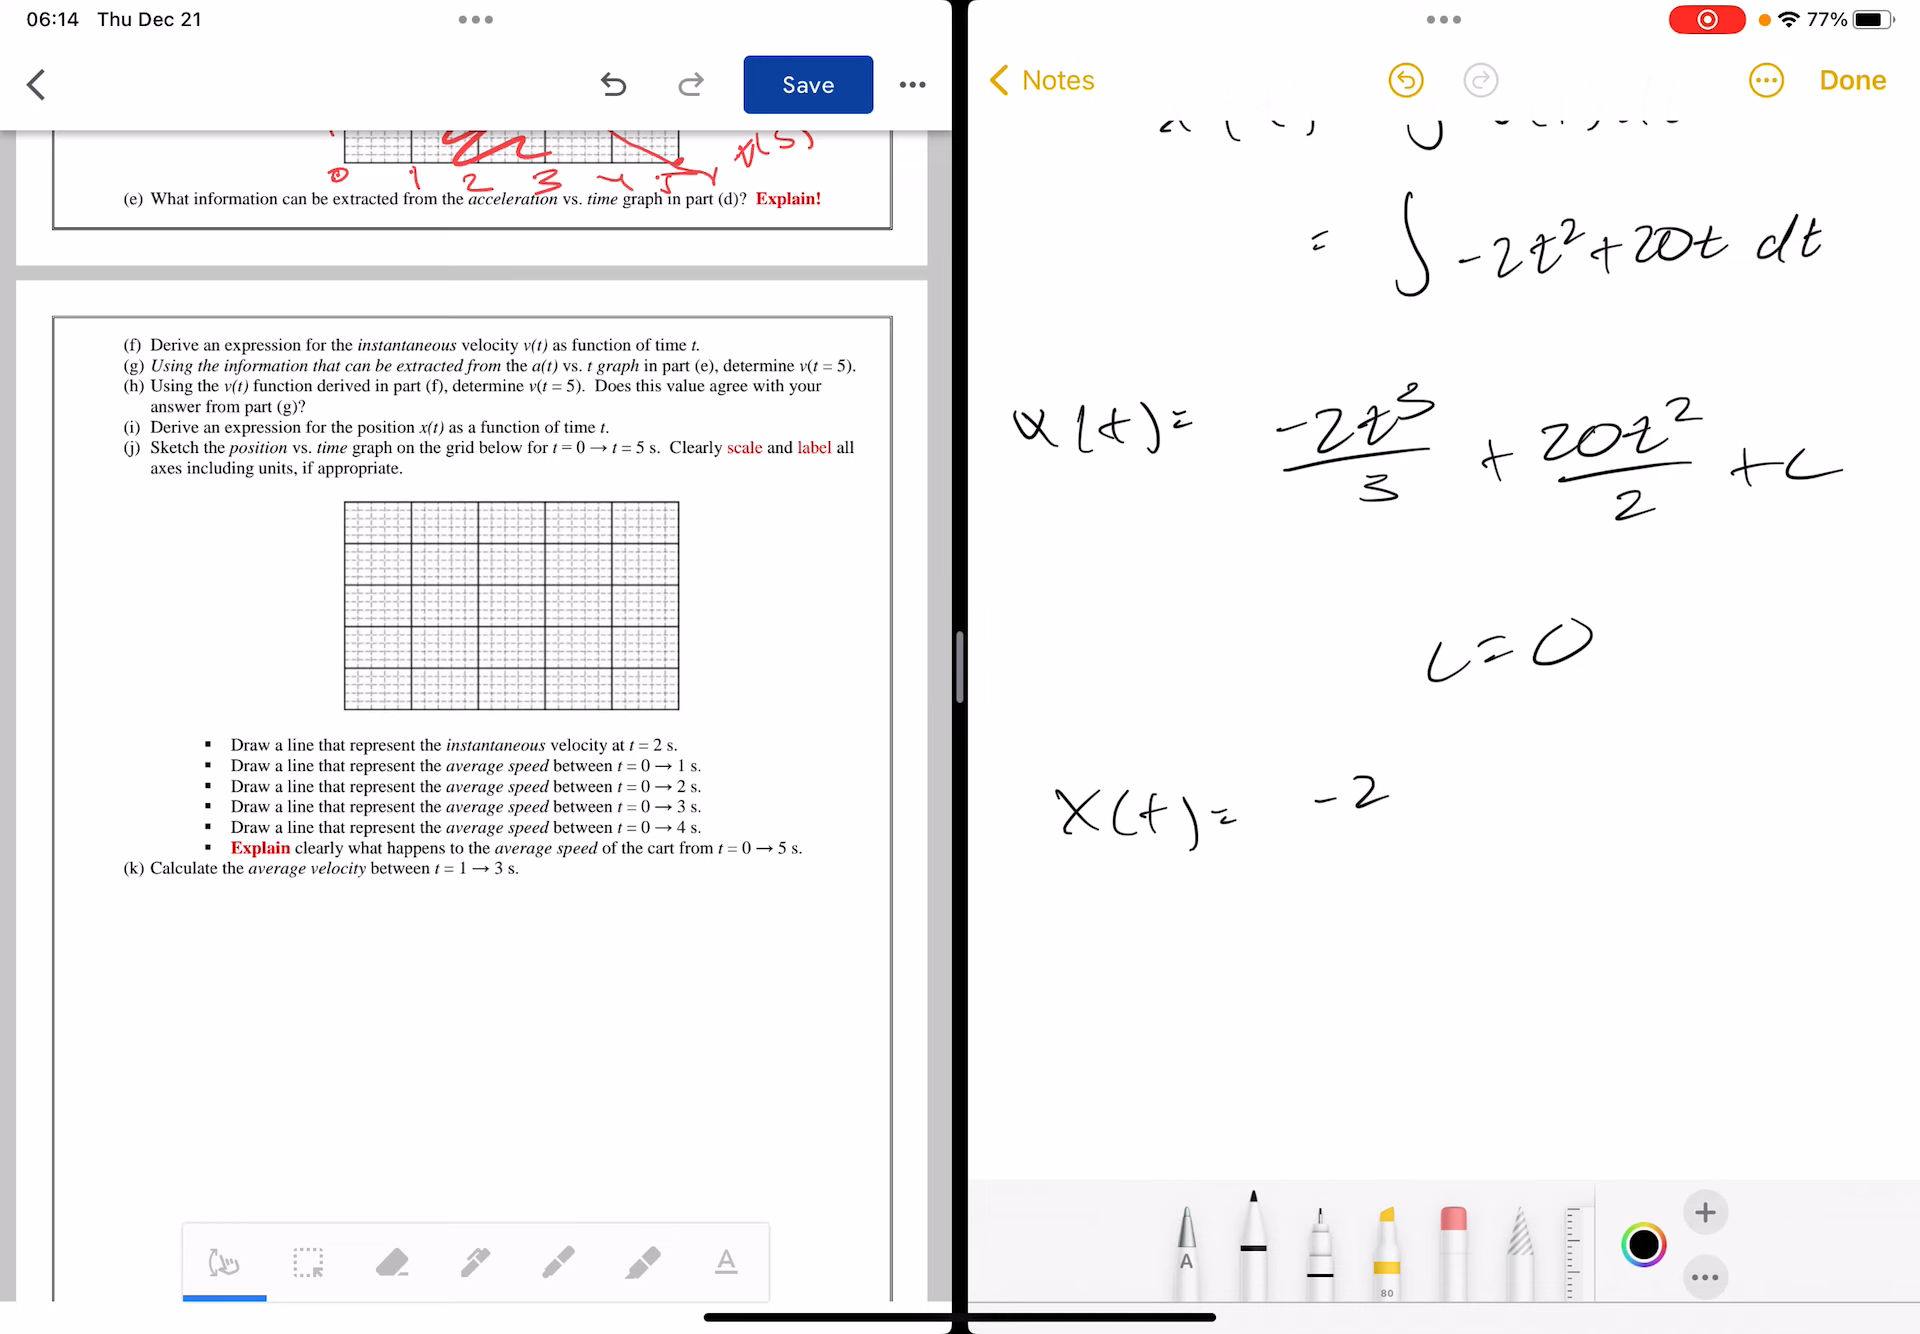 06:14 Thu Dec 21
77%
Save
Notes
Done
t(s)
0 1 2 3 4 5
(e) What information can be extracted from the acceleration vs. time graph in part (d)? Explain!
(f) Derive an expression for the instantaneous velocity v(t) as function of time t.
(g) Using the information that can be extracted from the a(t) vs. t graph in part (e), determine v(t = 5).
(h) Using the v(t) function derived in part (f), determine v(t = 5). Does this value agree with your
answer from part (g)?
(i) Derive an expression for the position x(t) as a function of time t.
(j) Sketch the position vs. time graph on the grid below for t = 0 → t = 5 s. Clearly scale and label all
axes including units, if appropriate.
▪ Draw a line that represent the instantaneous velocity at t = 2 s.
▪ Draw a line that represent the average speed between t = 0 → 1 s.
▪ Draw a line that represent the average speed between t = 0 → 2 s.
▪ Draw a line that represent the average speed between t = 0 → 3 s.
▪ Draw a line that represent the average speed between t = 0 → 4 s.
▪ Explain clearly what happens to the average speed of the cart from t = 0 → 5 s.
(k) Calculate the average velocity between t = 1 → 3 s.
= ∫ -2t² + 20t dt
x(t) = -2t³/3 + 20t²/2 + c
c = 0
x(t) = -2
A
A
80